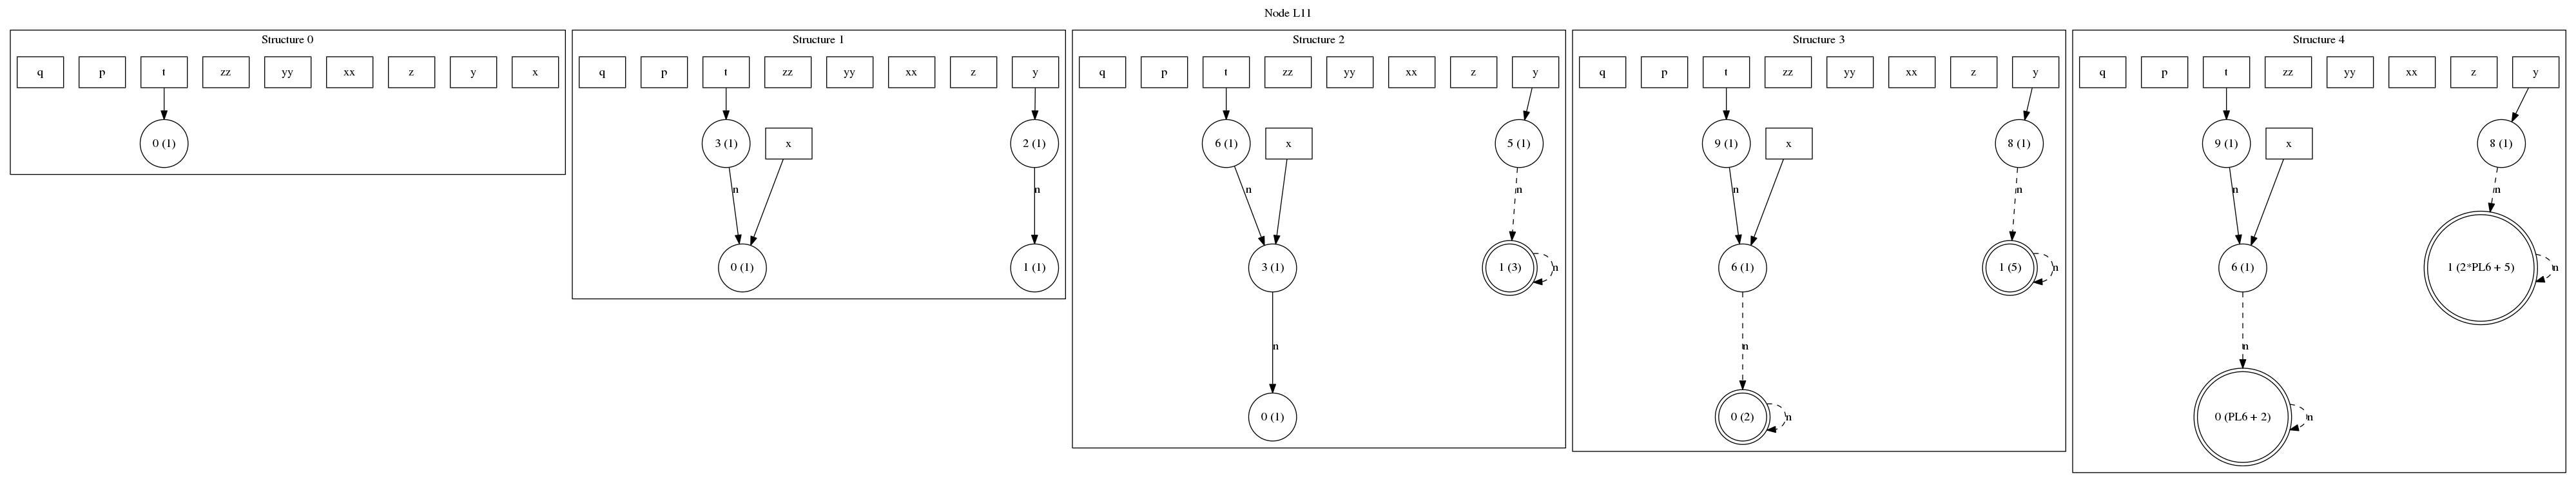 Node L11
Structure 0
q p t zz yy xx z y x
0 (1)
Structure 1
q p t zz yy xx z y
3 (1) x 2 (1)
n n
0 (1) 1 (1)
Structure 2
q p t zz yy xx z y
6 (1) x 5 (1)
n n
3 (1) 1 (3) n
n
0 (1)
Structure 3
q p t zz yy xx z y
9 (1) x 8 (1)
n n
6 (1) 1 (5) n
n
0 (2) n
Structure 4
q p t zz yy xx z y
9 (1) x 8 (1)
n n
6 (1) 1 (2*PL6 + 5) n
n
0 (PL6 + 2) n